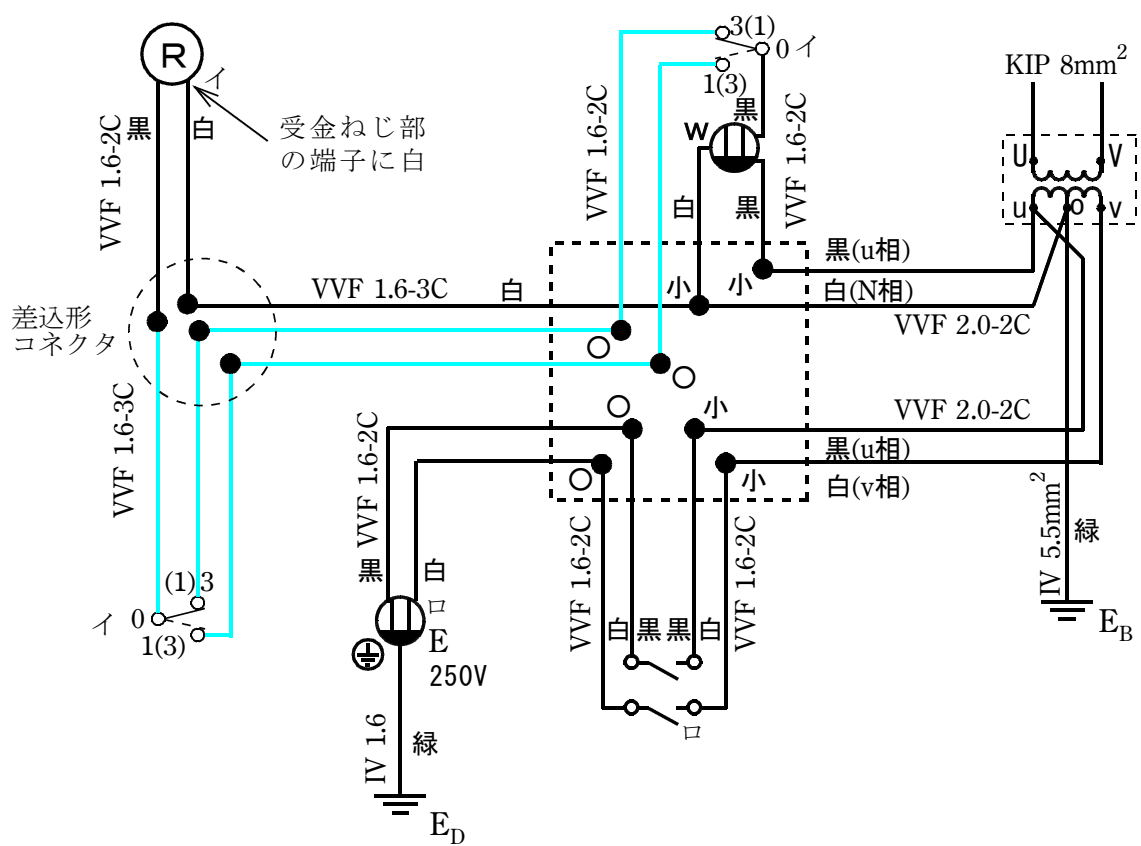 R
イ
VVF 1.6-2C
黒
白
受金ねじ部
の端子に白
3(1)
0 イ
1(3)
VVF 1.6-2C
黒
W
VVF 1.6-2C
白
黒
KIP 8mm²
U
V
u
o
v
黒(u相)
白(N相)
VVF 2.0-2C
小
小
VVF 1.6-3C
白
差込形
コネクタ
VVF 1.6-3C
VVF 2.0-2C
小
黒(u相)
白(v相)
小
VVF 1.6-2C
黒
白
ロ
E
250V
VVF 1.6-2C
白
黒
黒
白
VVF 1.6-2C
ロ
IV 5.5mm²
緑
E_B
(1)3
イ 0
1(3)
IV 1.6
緑
E_D